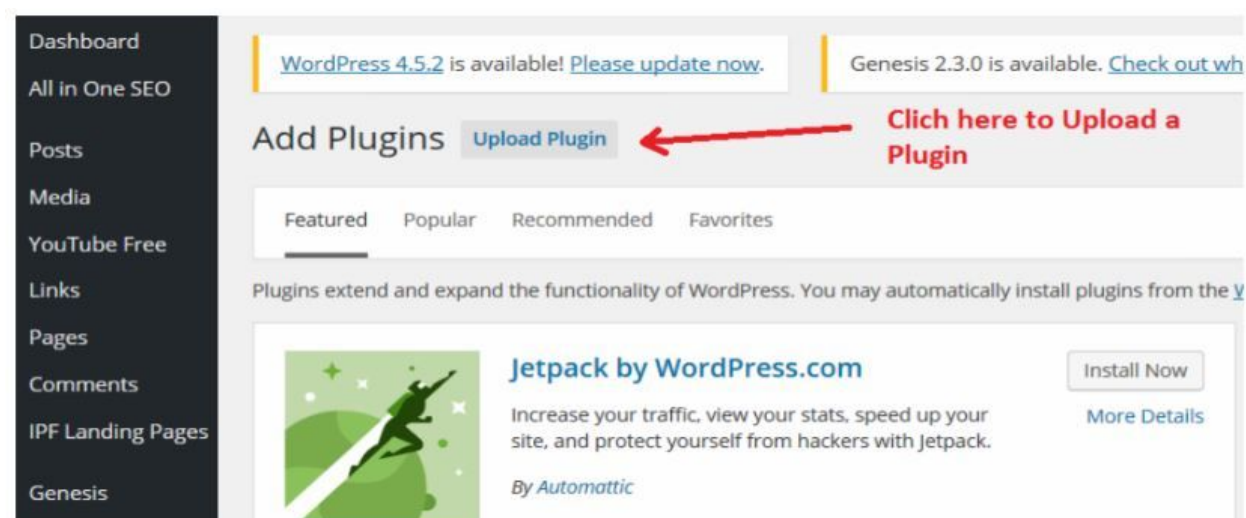 Dashboard
All in One SEO
Posts
Media
YouTube Free
Links
Pages
Comments
IPF Landing Pages
Genesis
WordPress 4.5.2 is available! Please update now.
Genesis 2.3.0 is available. Check out wh
Add Plugins
Upload Plugin
Clich here to Upload a
Plugin
Featured Popular Recommended Favorites
Plugins extend and expand the functionality of WordPress. You may automatically install plugins from the
Jetpack by WordPress.com
Install Now
Increase your traffic, view your stats, speed up your
site, and protect yourself from hackers with Jetpack.
More Details
By Automattic